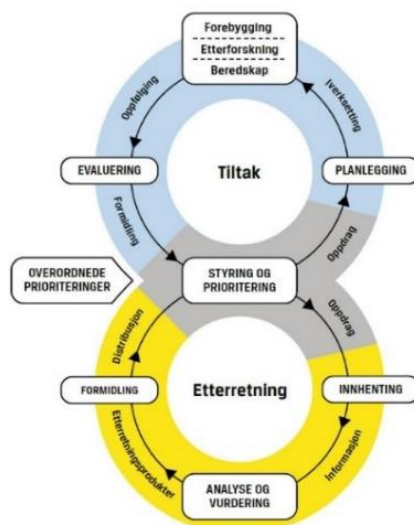 Forebygging
Etterforskning
Beredskap
Oppfølging
Iverksetting
EVALUERING
Tiltak
PLANLEGGING
Formidling
Oppdrag
OVERORDNEDE
PRIORITERINGER
STYRING OG
PRIORITERING
Oppdrag
Distribusjon
FORMIDLING
Etterretning
INNHENTING
Etterretningsprodukter
Informasjon
ANALYSE OG
VURDERING